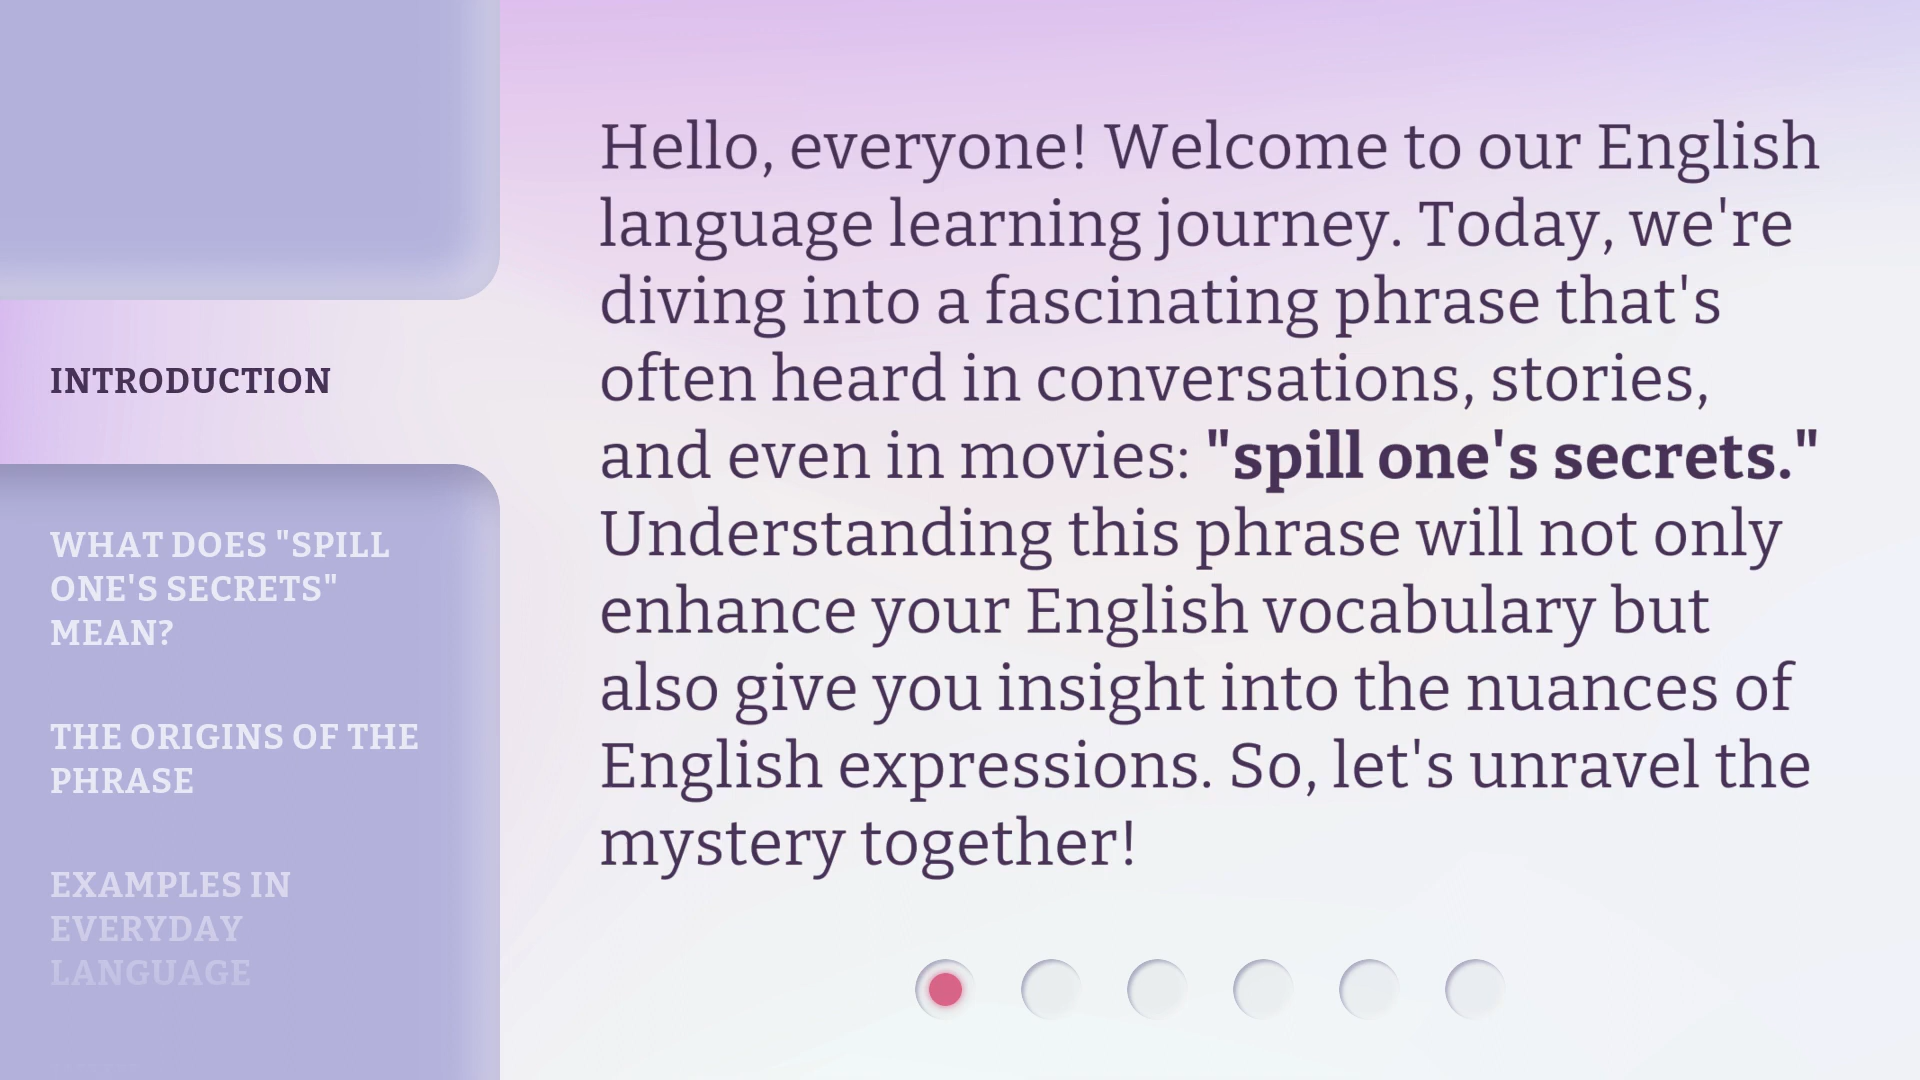 INTRODUCTION
WHAT DOES "SPILL
ONE'S SECRETS"
MEAN?
THE ORIGINS OF THE
PHRASE
EXAMPLES IN
EVERYDAY
LANGUAGE
Hello, everyone! Welcome to our English
language learning journey. Today, we're
diving into a fascinating phrase that's
often heard in conversations, stories,
and even in movies: "spill one's secrets."
Understanding this phrase will not only
enhance your English vocabulary but
also give you insight into the nuances of
English expressions. So, let's unravel the
mystery together!